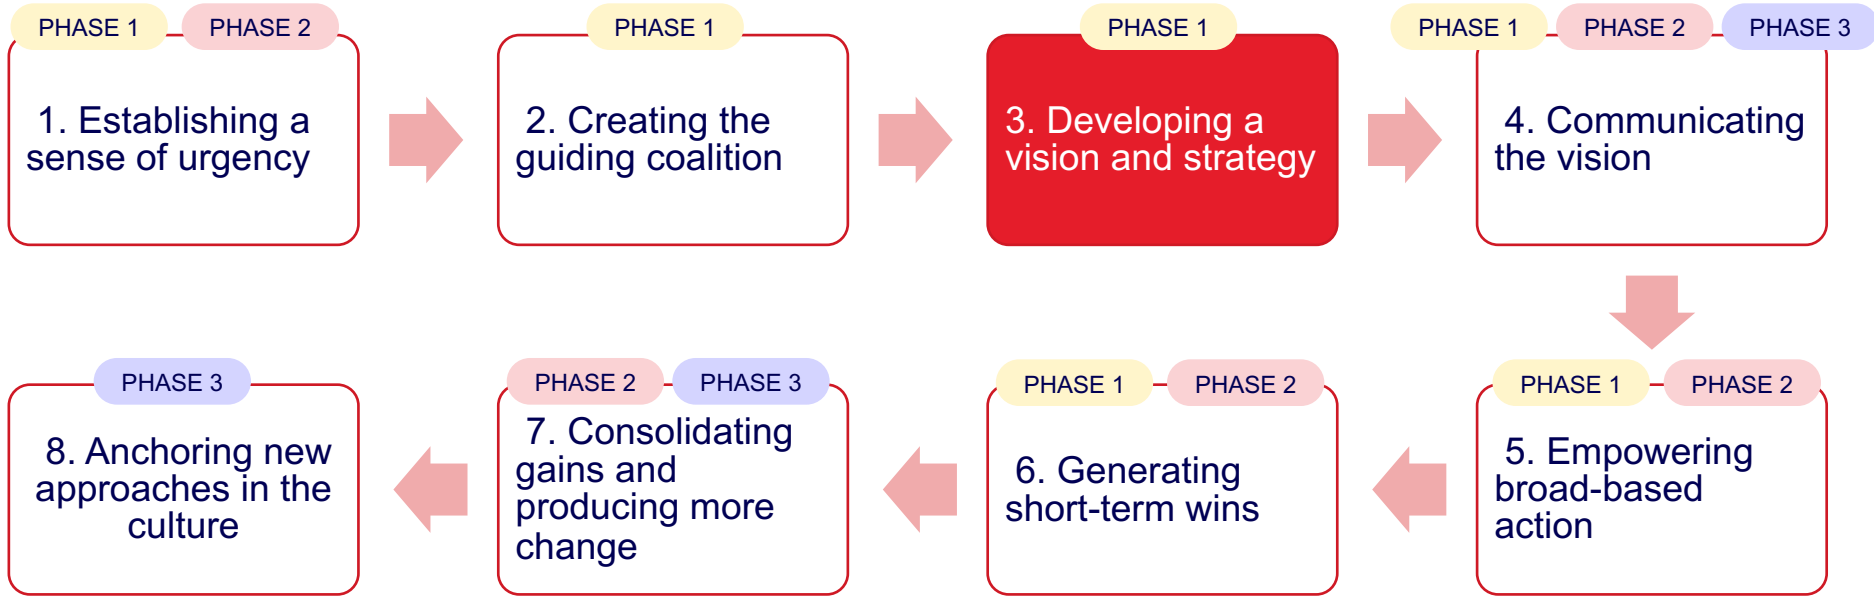 PHASE 1 PHASE 2
1. Establishing a
sense of urgency
PHASE 1
2. Creating the
guiding coalition
PHASE 1
3. Developing a
vision and strategy
PHASE 1 PHASE 2 PHASE 3
4. Communicating
the vision
PHASE 1 PHASE 2
5. Empowering
broad-based
action
PHASE 1 PHASE 2
6. Generating
short-term wins
PHASE 2 PHASE 3
7. Consolidating
gains and
producing more
change
PHASE 3
8. Anchoring new
approaches in the
culture